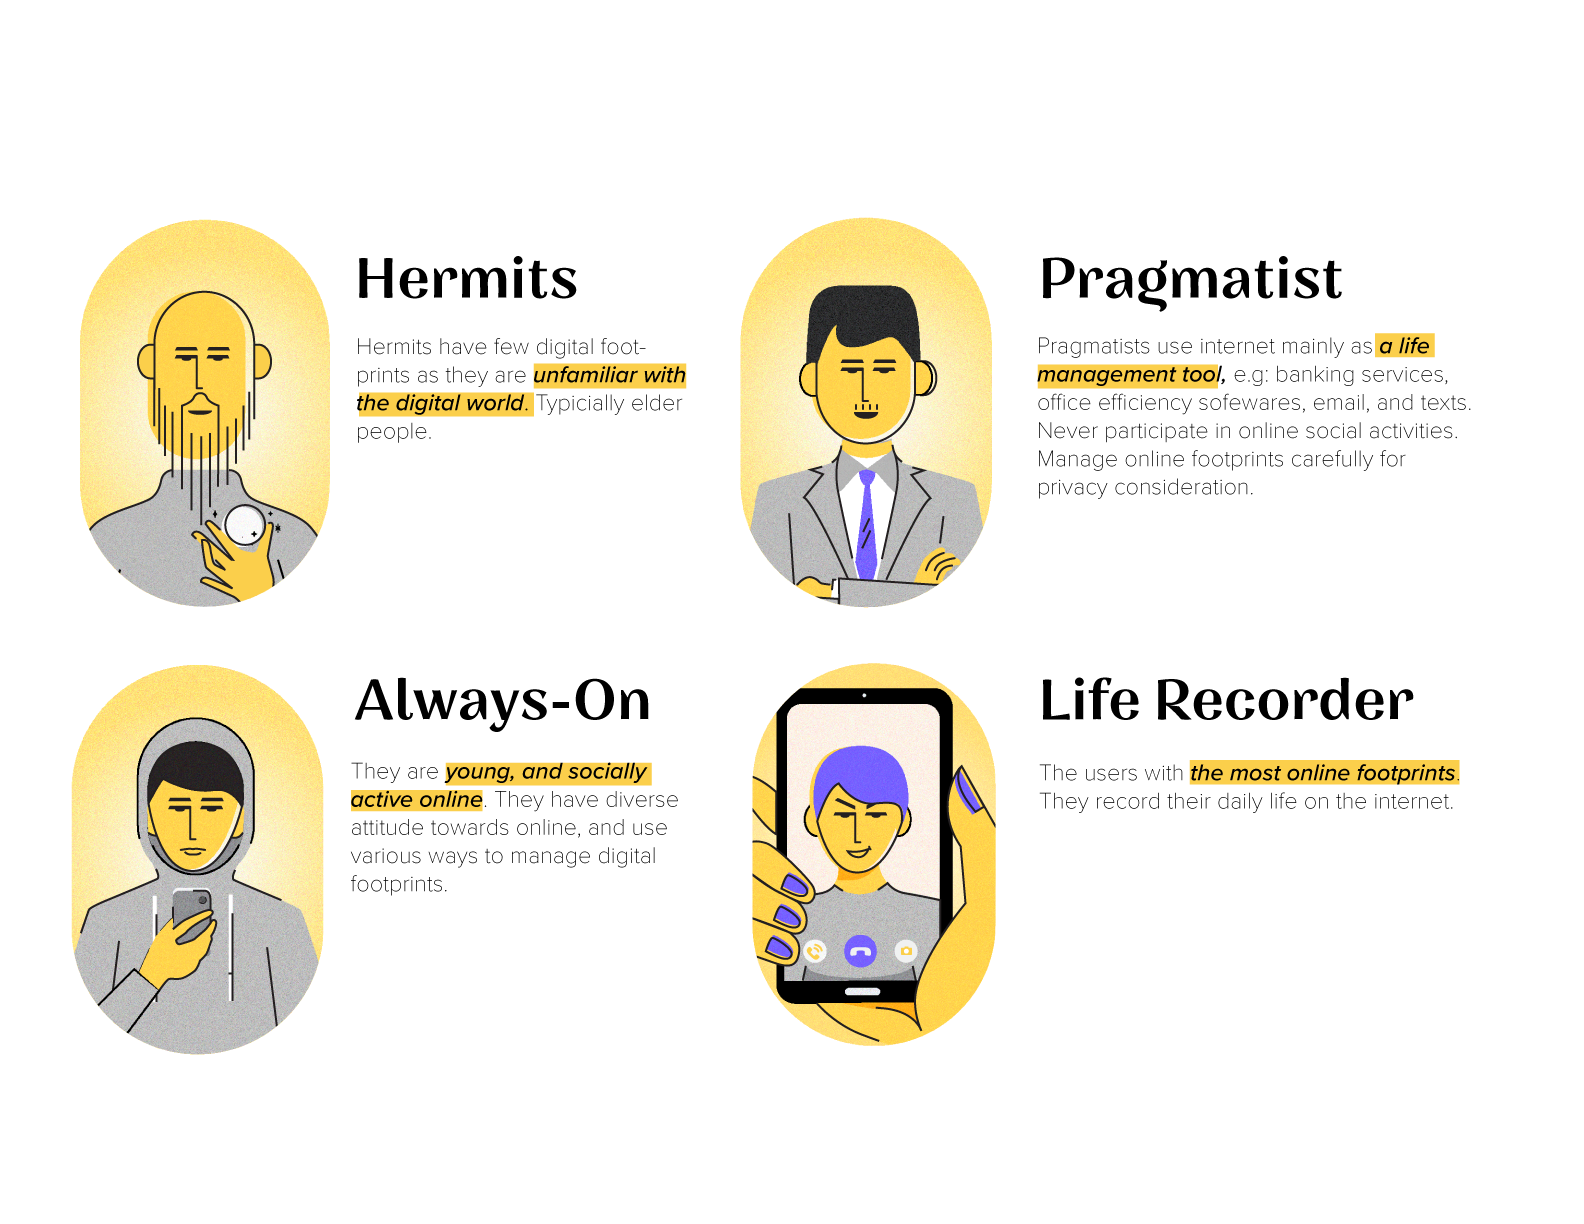 Hermits
Hermits have few digital foot-
prints as they are unfamiliar with
the digital world. Typicially elder
people.
Pragmatist
Pragmatists use internet mainly as a life
management tool, e.g: banking services,
office efficiency sofewares, email, and texts.
Never participate in online social activities.
Manage online footprints carefully for
privacy consideration.
Always-On
They are young, and socially
active online. They have diverse
attitude towards online, and use
various ways to manage digital
footprints.
Life Recorder
The users with the most online footprints.
They record their daily life on the internet.